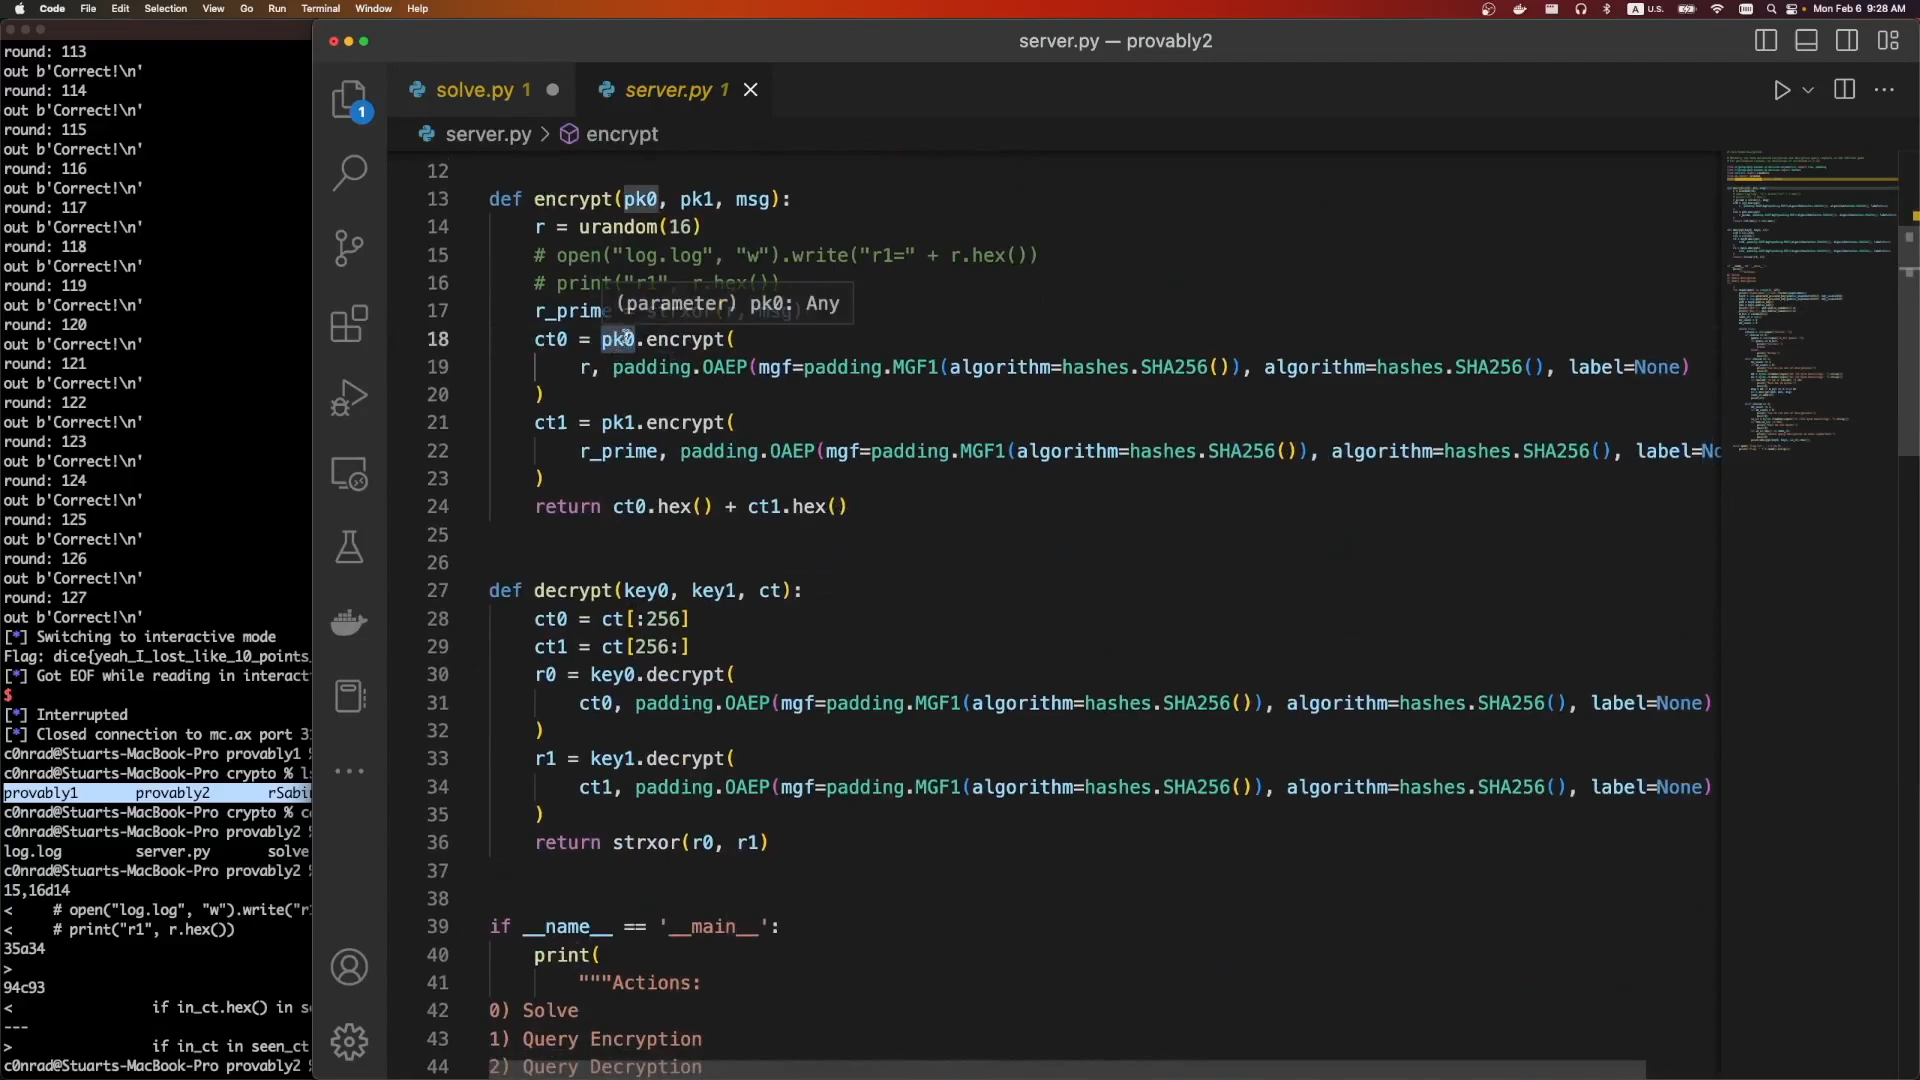 Code File Edit Selection View Go Run Terminal Window Help
A U.S. Mon Feb 6 9:28 AM
round: 113
out b'Correct!\n'
round: 114
out b'Correct!\n'
round: 115
out b'Correct!\n'
round: 116
out b'Correct!\n'
round: 117
out b'Correct!\n'
round: 118
out b'Correct!\n'
round: 119
out b'Correct!\n'
round: 120
out b'Correct!\n'
round: 121
out b'Correct!\n'
round: 122
out b'Correct!\n'
round: 123
out b'Correct!\n'
round: 124
out b'Correct!\n'
round: 125
out b'Correct!\n'
round: 126
out b'Correct!\n'
round: 127
out b'Correct!\n'
[*] Switching to interactive mode
Flag: dice{yeah_I_lost_like_10_points_
[*] Got EOF while reading in interact
$
[*] Interrupted
[*] Closed connection to mc.ax port 3
c0nrad@Stuarts-MacBook-Pro provably1 %
c0nrad@Stuarts-MacBook-Pro crypto % l
provably1 provably2 rSabi
c0nrad@Stuarts-MacBook-Pro crypto % c
c0nrad@Stuarts-MacBook-Pro provably2 %
log.log server.py solve
c0nrad@Stuarts-MacBook-Pro provably2 %
15,16d14
< # open("log.log", "w").write("r
< # print("r1", r.hex())
35a34
>
94c93
< if in_ct.hex() in s
---
> if in_ct in seen_ct
c0nrad@Stuarts-MacBook-Pro provably2 %
server.py — provably2
1
solve.py 1
server.py 1
server.py > encrypt
12
13 def encrypt(pk0, pk1, msg):
14 r = urandom(16)
15 # open("log.log", "w").write("r1=" + r.hex())
16 # print("r1", r.hex())
(parameter) pk0: Any
17 r_prime = strxor(r, msg)
18 ct0 = pk0.encrypt(
19 r, padding.OAEP(mgf=padding.MGF1(algorithm=hashes.SHA256()), algorithm=hashes.SHA256(), label=None)
20 )
21 ct1 = pk1.encrypt(
22 r_prime, padding.OAEP(mgf=padding.MGF1(algorithm=hashes.SHA256()), algorithm=hashes.SHA256(), label=No
23 )
24 return ct0.hex() + ct1.hex()
25
26
27 def decrypt(key0, key1, ct):
28 ct0 = ct[:256]
29 ct1 = ct[256:]
30 r0 = key0.decrypt(
31 ct0, padding.OAEP(mgf=padding.MGF1(algorithm=hashes.SHA256()), algorithm=hashes.SHA256(), label=None)
32 )
33 r1 = key1.decrypt(
34 ct1, padding.OAEP(mgf=padding.MGF1(algorithm=hashes.SHA256()), algorithm=hashes.SHA256(), label=None)
35 )
36 return strxor(r0, r1)
37
38
39 if __name__ == '__main__':
40 print(
41 """Actions:
42 0) Solve
43 1) Query Encryption
44 2) Query Decryption